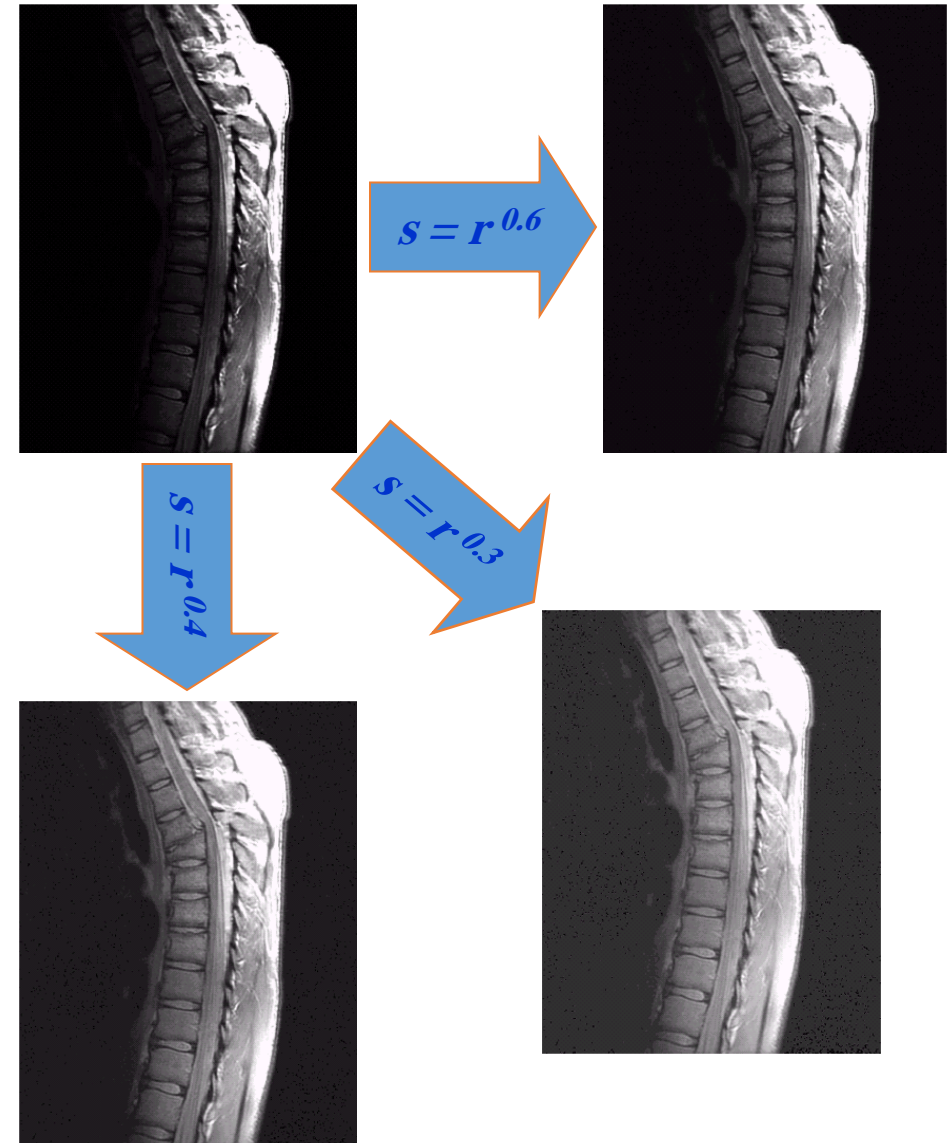 s = r 0.6
s = r 0.3
s = r 0.4